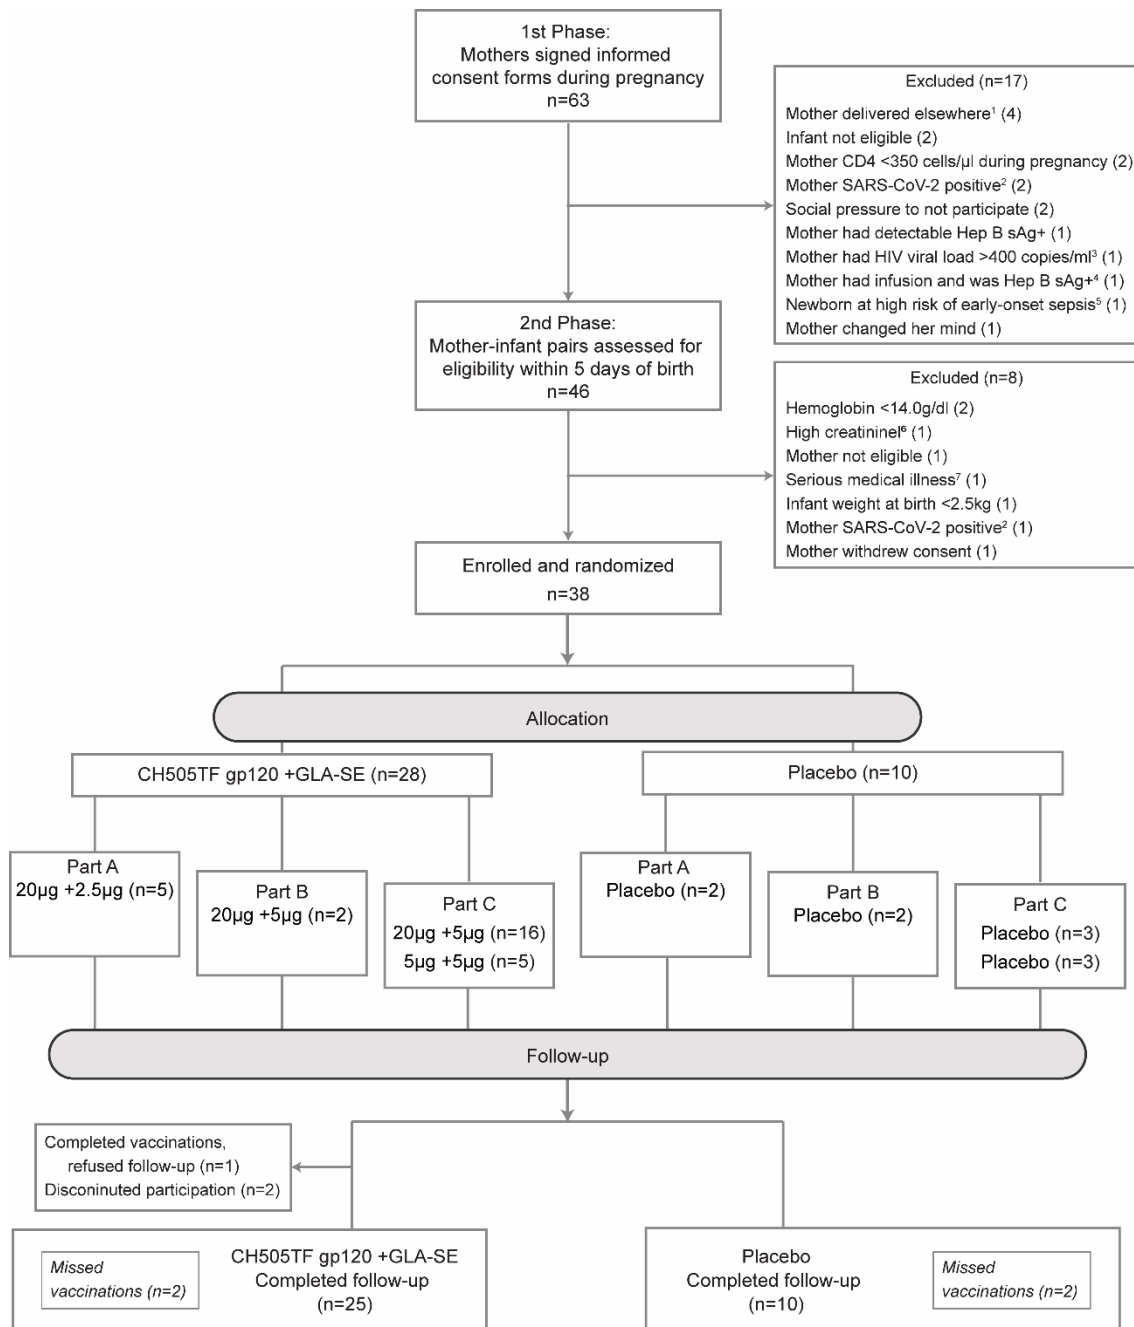 1st Phase:
Mothers signed informed
consent forms during pregnancy
n=63
Excluded (n=17)
Mother delivered elsewhere¹ (4)
Infant not eligible (2)
Mother CD4 <350 cells/µl during pregnancy (2)
Mother SARS-CoV-2 positive² (2)
Social pressure to not participate (2)
Mother had detectable Hep B sAg+ (1)
Mother had HIV viral load >400 copies/ml³ (1)
Mother had infusion and was Hep B sAg+⁴ (1)
Newborn at high risk of early-onset sepsis⁵ (1)
Mother changed her mind (1)
2nd Phase:
Mother-infant pairs assessed for
eligibility within 5 days of birth
n=46
Excluded (n=8)
Hemoglobin <14.0g/dl (2)
High creatininel⁶ (1)
Mother not eligible (1)
Serious medical illness⁷ (1)
Infant weight at birth <2.5kg (1)
Mother SARS-CoV-2 positive² (1)
Mother withdrew consent (1)
Enrolled and randomized
n=38
Allocation
CH505TF gp120 +GLA-SE (n=28)
Placebo (n=10)
Part A
20µg +2.5µg (n=5)
Part B
20µg +5µg (n=2)
Part C
20µg +5µg (n=16)
5µg +5µg (n=5)
Part A
Placebo (n=2)
Part B
Placebo (n=2)
Part C
Placebo (n=3)
Placebo (n=3)
Follow-up
Completed vaccinations,
refused follow-up (n=1)
Disconinuted participation (n=2)
Missed
vaccinations (n=2)
CH505TF gp120 +GLA-SE
Completed follow-up
(n=25)
Placebo
Completed follow-up
(n=10)
Missed
vaccinations (n=2)